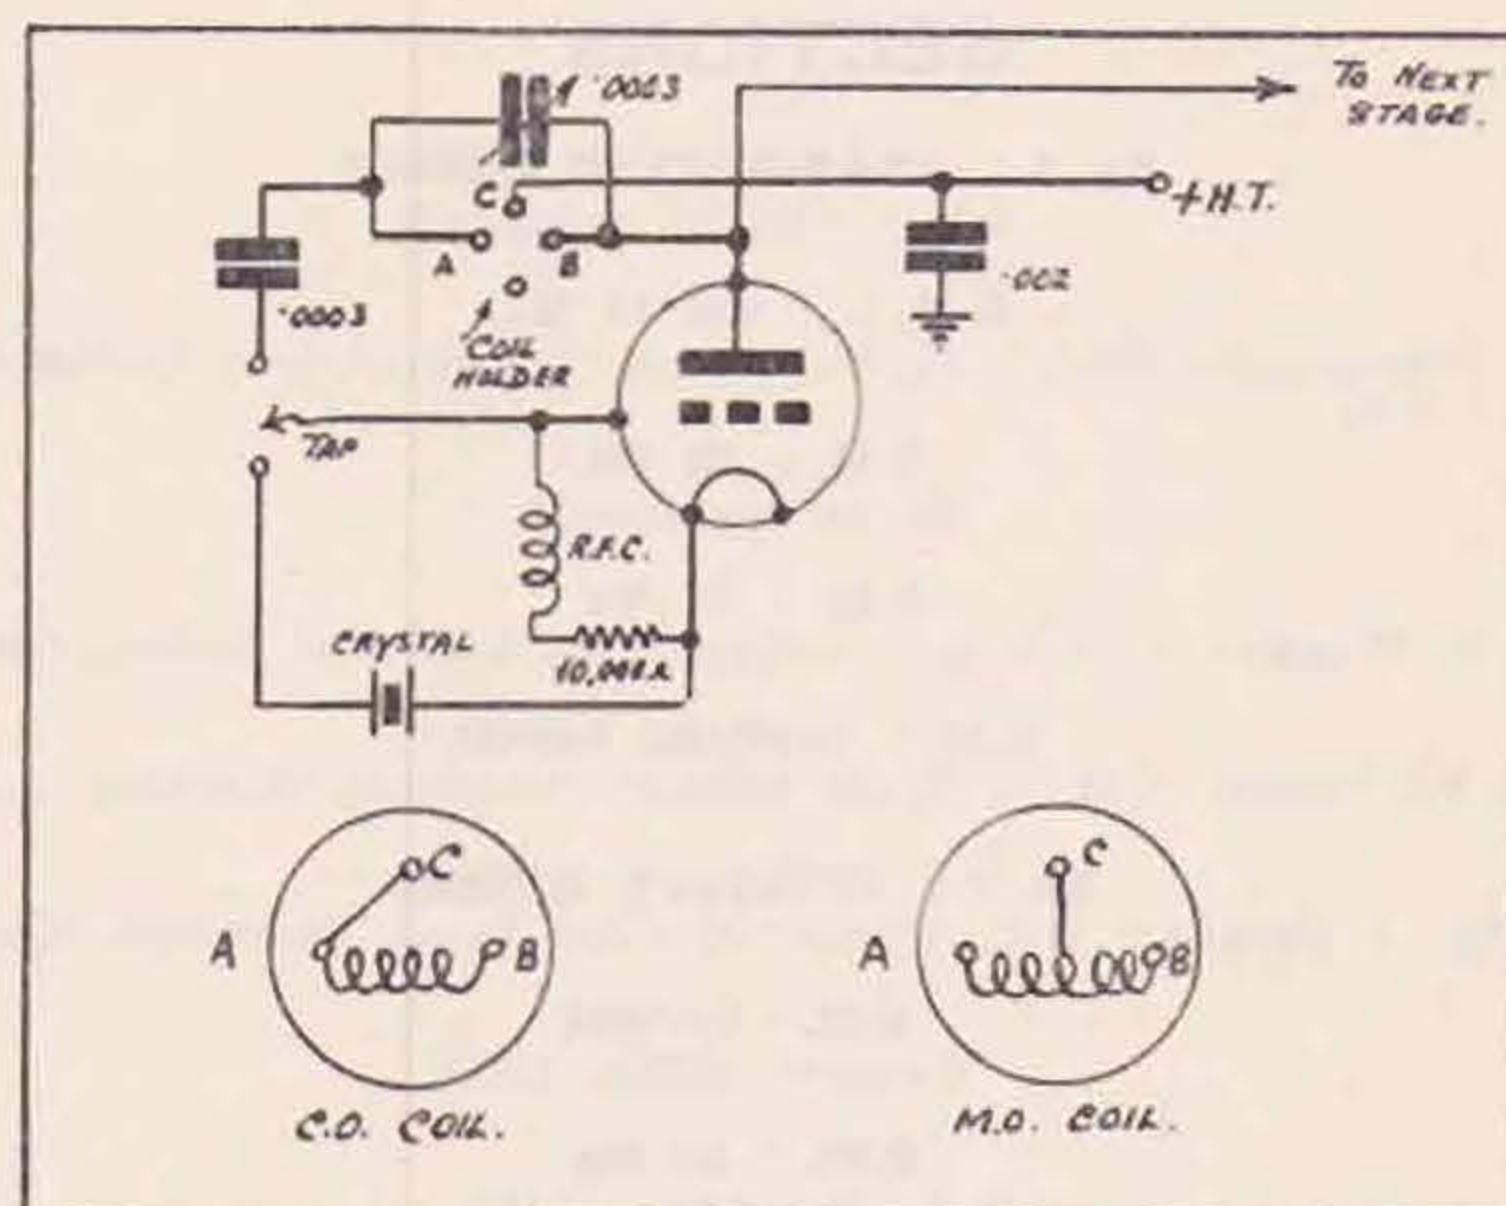 ·0003
TO NEXT
STAGE.
C
+H.T.
A
B
·002
·0003
COIL
HOLDER
TAP
R.F.C.
CRYSTAL
10,000Ω
C
A
B
C.O. COIL.
C
A
B
M.O. COIL.